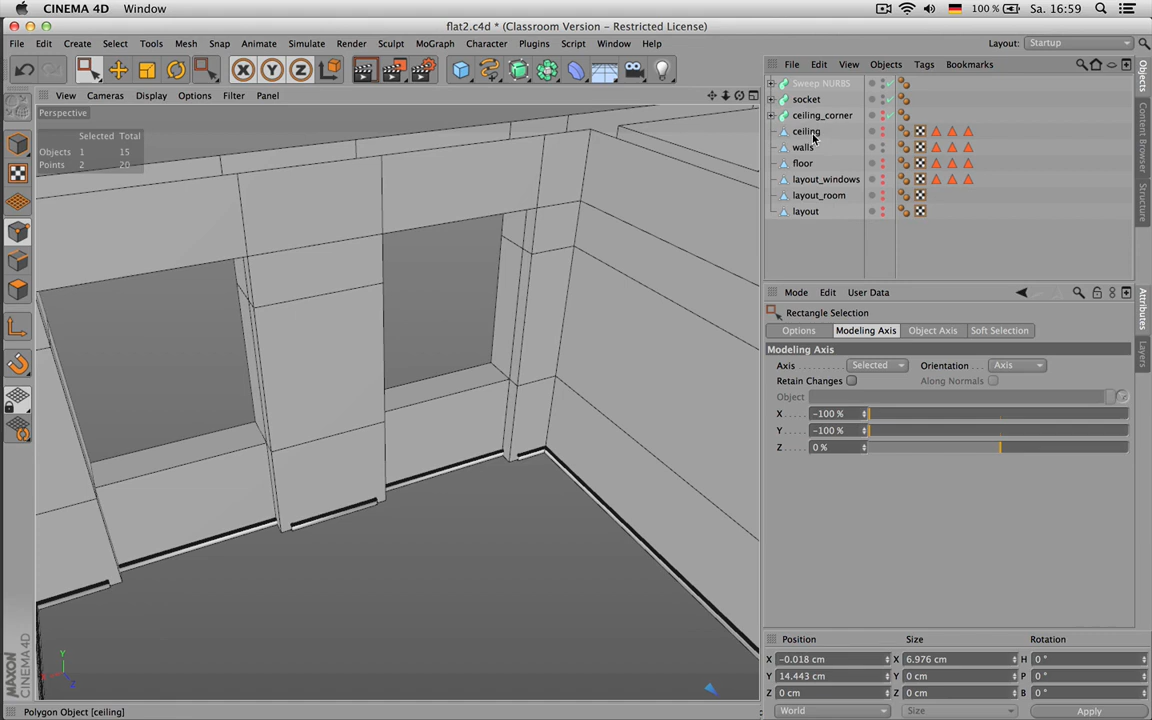 CINEMA 4D Window 100 % Sa. 16:59
flat2.c4d * (Classroom Version - Restricted License)
File Edit Create Select Tools Mesh Snap Animate Simulate Render Sculpt MoGraph Character Plugins Script Window Help Layout: Startup
X Y Z
View Cameras Display Options Filter Panel
Perspective
Selected Total
Objects 1 15
Points 2 20
Y
X
Z
File Edit View Objects Tags Bookmarks
Sweep NURBS
socket
ceiling_corner
ceiling
walls
floor
layout_windows
layout_room
layout
Objects
Content Browser
Structure
Mode Edit User Data
Rectangle Selection
Options Modeling Axis Object Axis Soft Selection
Modeling Axis
Axis Selected Orientation Axis
Retain Changes Along Normals
Object
X -100 %
Y -100 %
Z 0 %
Attributes
Layers
Position Size Rotation
X -0.018 cm X 6.976 cm H 0 °
Y 14.443 cm Y 0 cm P 0 °
Z 0 cm Z 0 cm B 0 °
World Size Apply
MAXON
CINEMA 4D
Polygon Object [ceiling]